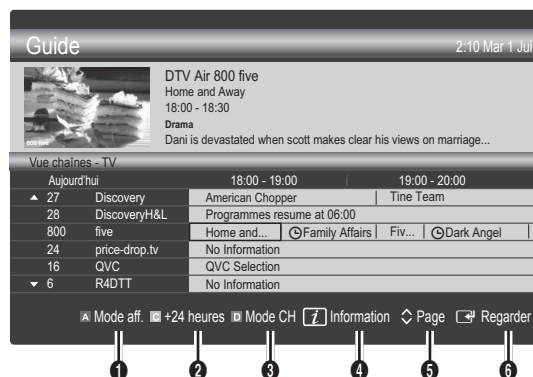 Guide 2:10 Mar 1 Jui
DTV Air 800 five
Home and Away
18:00 - 18:30
Drama
Dani is devastated when scott makes clear his views on marriage...
800 five
Vue chaînes - TV
Aujourd'hui 18:00 - 19:00 19:00 - 20:00
▲ 27 Discovery American Chopper Tine Team
28 DiscoveryH&L Programmes resume at 06:00
800 five Home and... Family Affairs Fiv... Dark Angel
24 price-drop.tv No Information
16 QVC QVC Selection
▼ 6 R4DTT No Information
A Mode aff. C +24 heures D Mode CH i Information Page Regarder
1 2 3 4 5 6